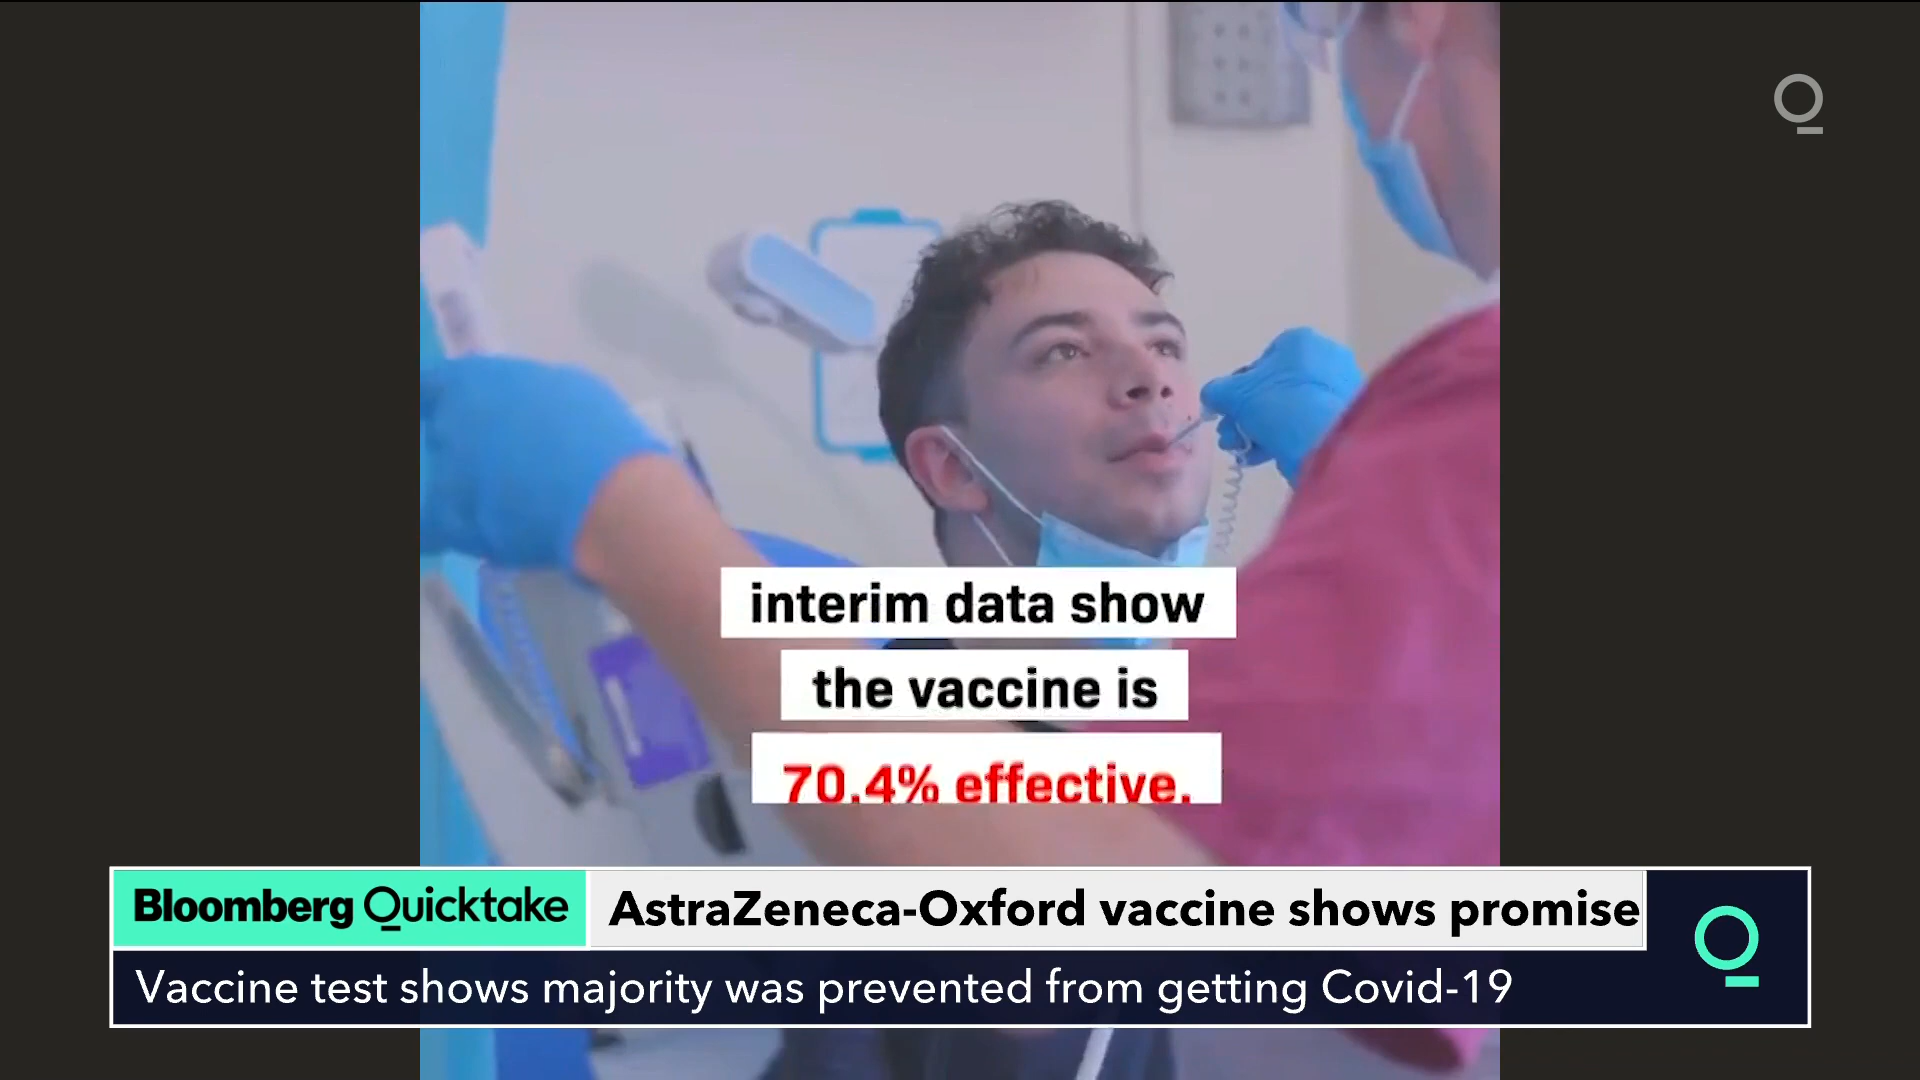 interim data show
the vaccine is
70.4% effective.
Bloomberg Quicktake
AstraZeneca-Oxford vaccine shows promise
Vaccine test shows majority was prevented from getting Covid-19